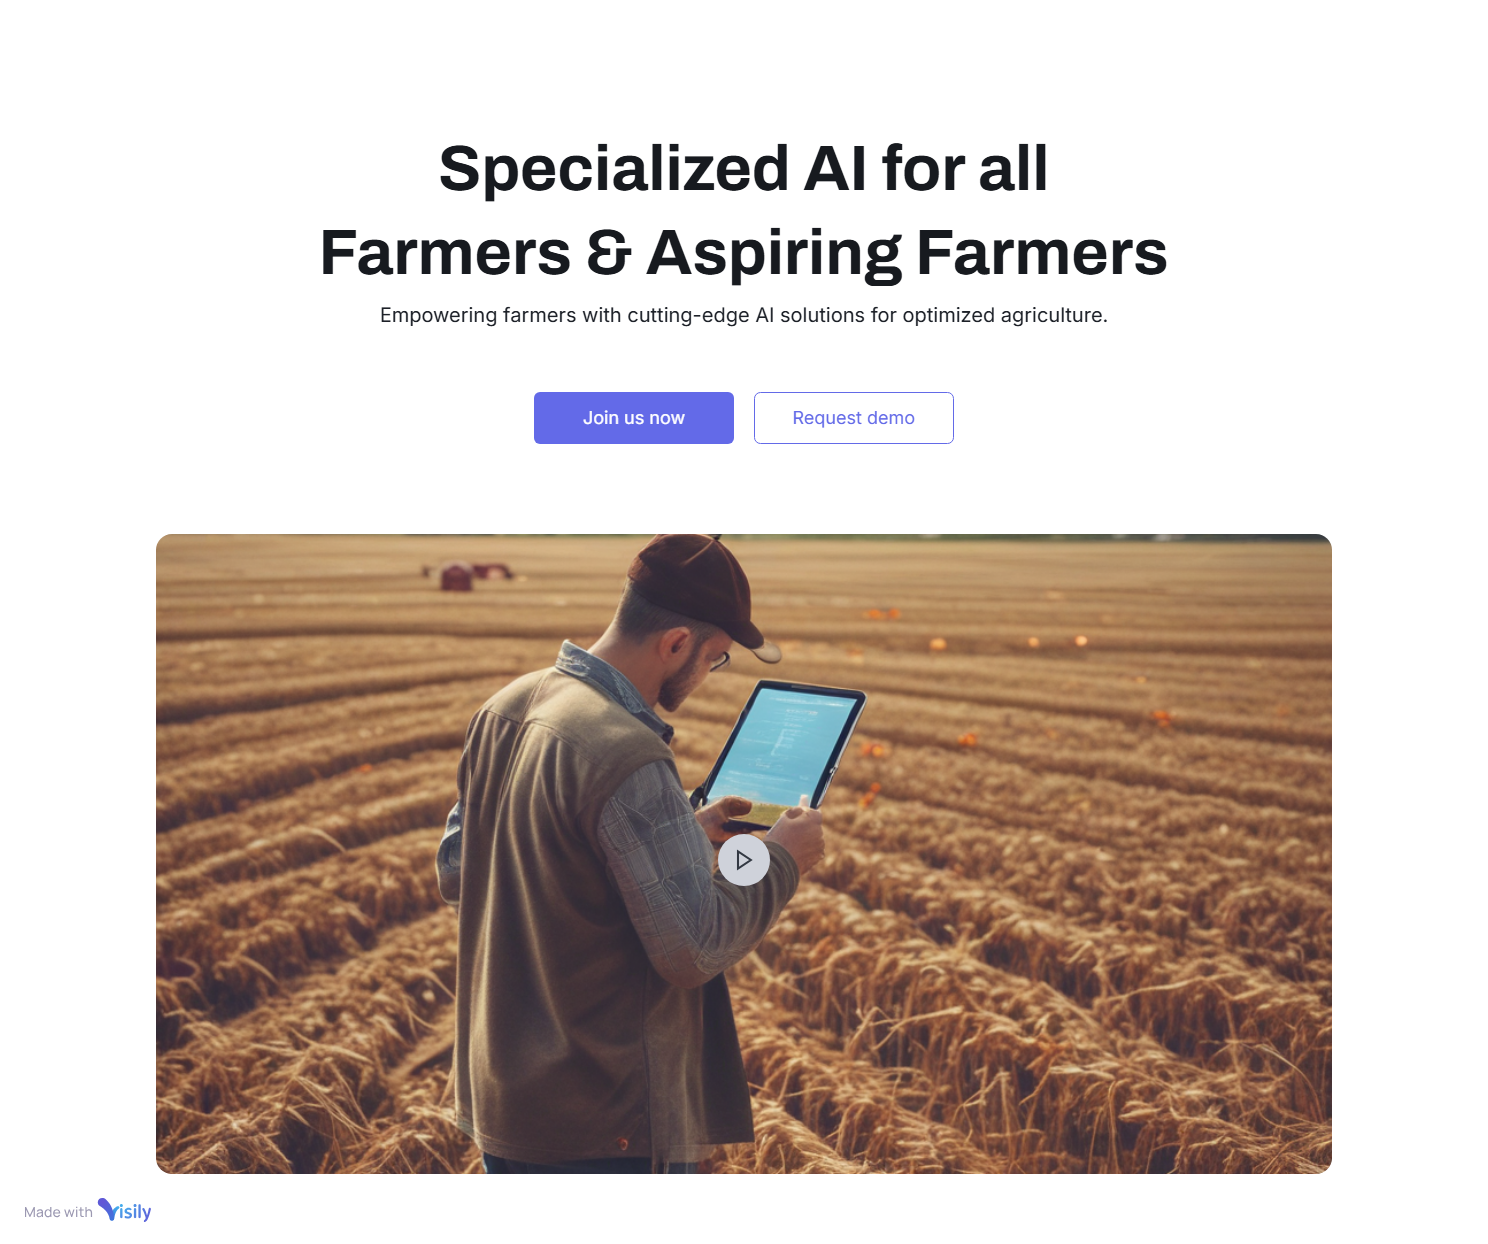 Specialized AI for all
Farmers & Aspiring Farmers
Empowering farmers with cutting-edge AI solutions for optimized agriculture.
Join us now
Request demo
Made with Visily